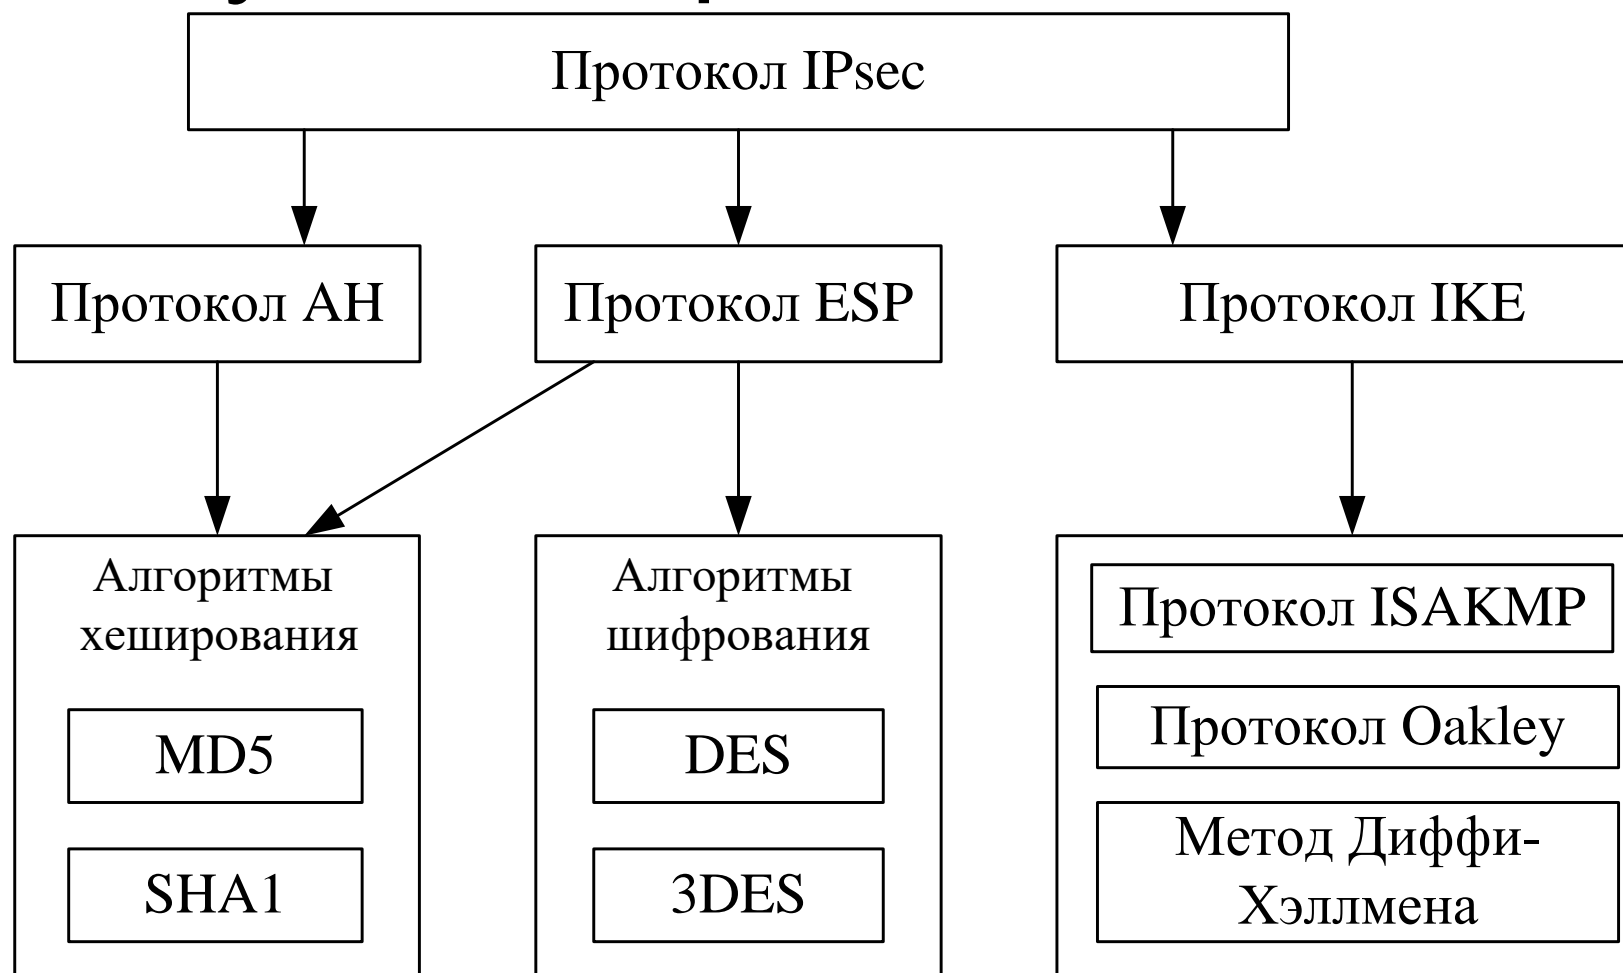 Протокол IPsec
Протокол AH
Протокол ESP
Протокол IKE
Алгоритмы
хеширования
MD5
SHA1
Алгоритмы
шифрования
DES
3DES
Протокол ISAKMP
Протокол Oakley
Метод Диффи-
Хэллмена